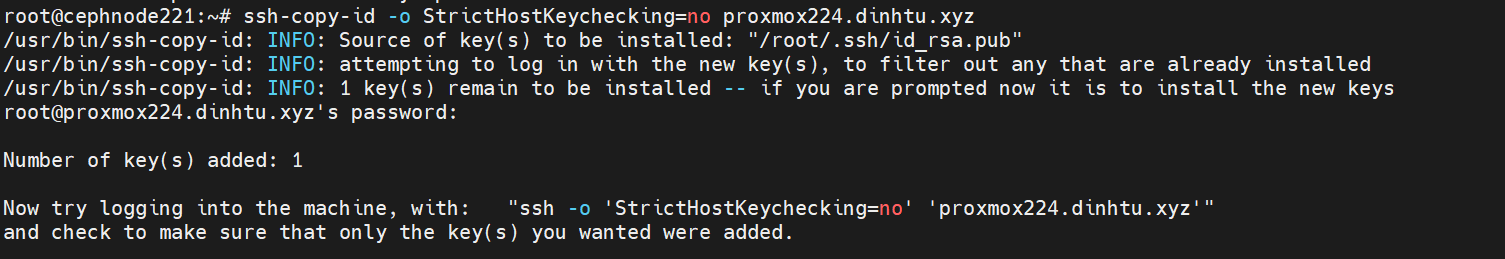 root@cephnode221:~# ssh-copy-id -o StrictHostKeychecking=no proxmox224.dinhtu.xyz
/usr/bin/ssh-copy-id: INFO: Source of key(s) to be installed: "/root/.ssh/id_rsa.pub"
/usr/bin/ssh-copy-id: INFO: attempting to log in with the new key(s), to filter out any that are already installed
/usr/bin/ssh-copy-id: INFO: 1 key(s) remain to be installed -- if you are prompted now it is to install the new keys
root@proxmox224.dinhtu.xyz's password:
Number of key(s) added: 1
Now try logging into the machine, with:   "ssh -o 'StrictHostKeychecking=no' 'proxmox224.dinhtu.xyz'"
and check to make sure that only the key(s) you wanted were added.